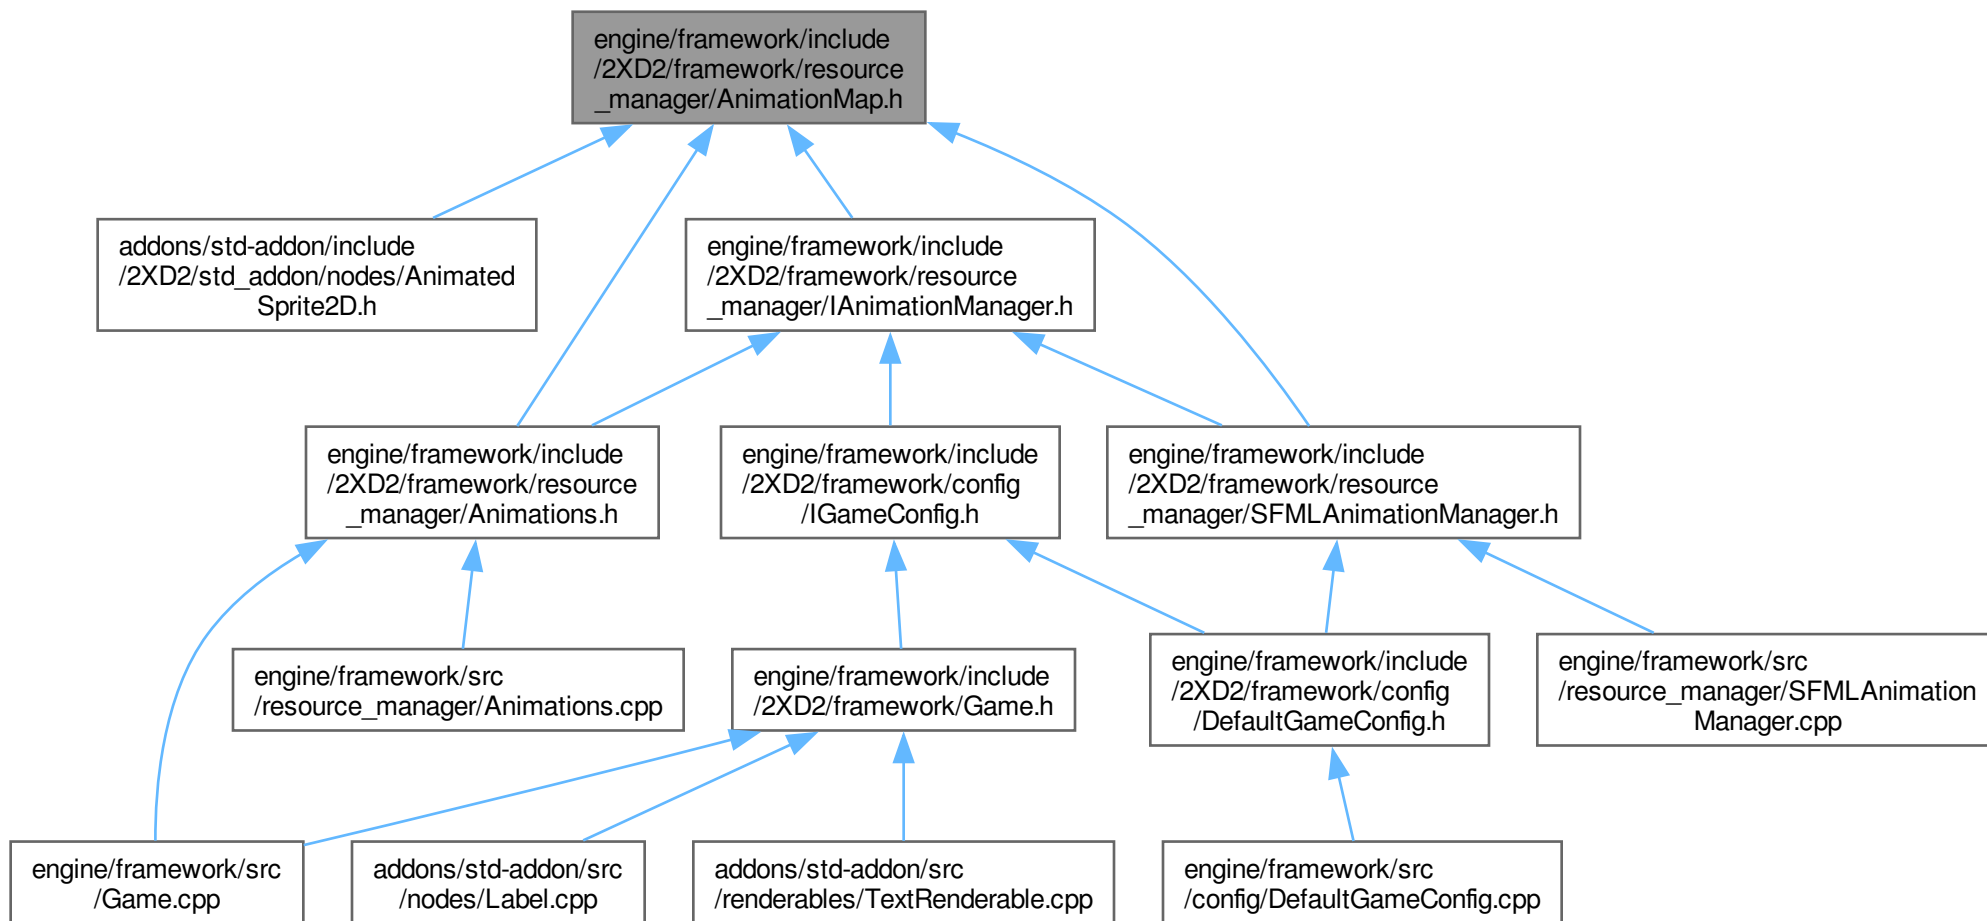 engine/framework/include
/2XD2/framework/resource
_manager/AnimationMap.h
addons/std-addon/include
/2XD2/std_addon/nodes/Animated
Sprite2D.h
engine/framework/include
/2XD2/framework/resource
_manager/IAnimationManager.h
engine/framework/include
/2XD2/framework/resource
_manager/Animations.h
engine/framework/include
/2XD2/framework/config
/IGameConfig.h
engine/framework/include
/2XD2/framework/resource
_manager/SFMLAnimationManager.h
engine/framework/src
/resource_manager/Animations.cpp
engine/framework/include
/2XD2/framework/Game.h
engine/framework/include
/2XD2/framework/config
/DefaultGameConfig.h
engine/framework/src
/resource_manager/SFMLAnimation
Manager.cpp
engine/framework/src
/Game.cpp
addons/std-addon/src
/nodes/Label.cpp
addons/std-addon/src
/renderables/TextRenderable.cpp
engine/framework/src
/config/DefaultGameConfig.cpp